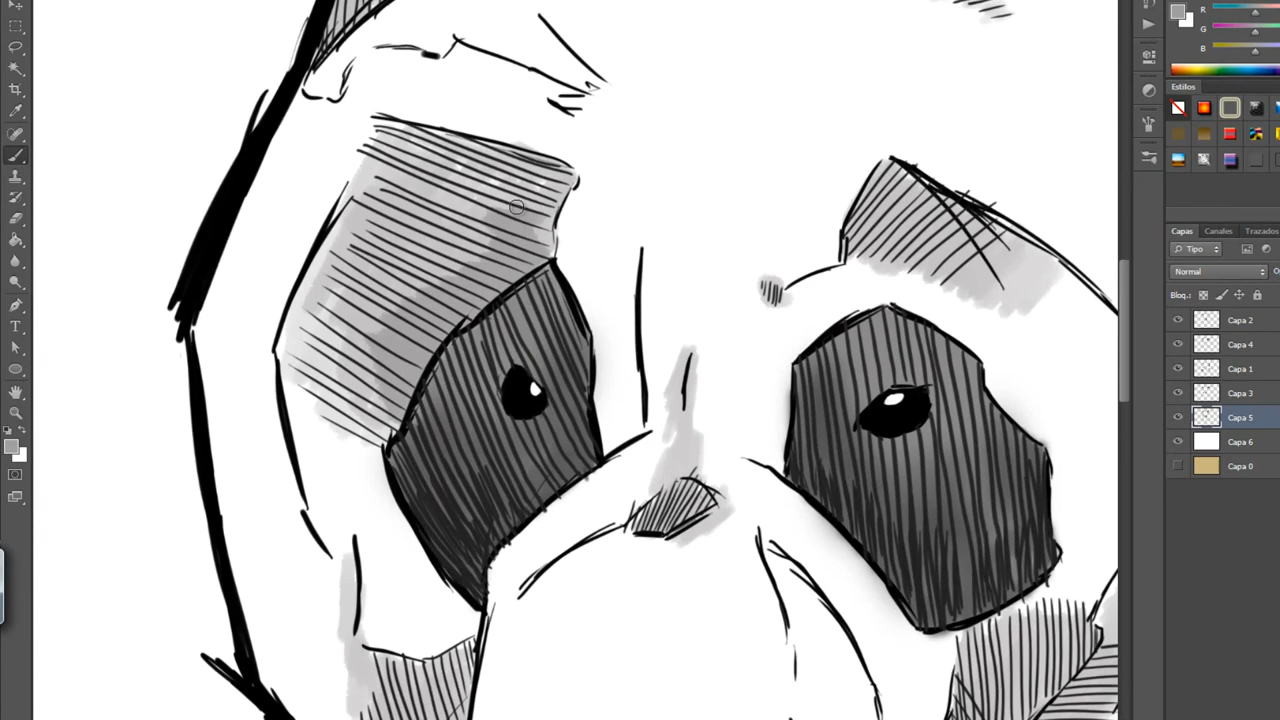 R
G
B
Estilos
Capas Canales Trazados
Tipo
Normal
Bloq.:
Capa 2
Capa 4
Capa 1
Capa 3
Capa 5
Capa 6
Capa 0